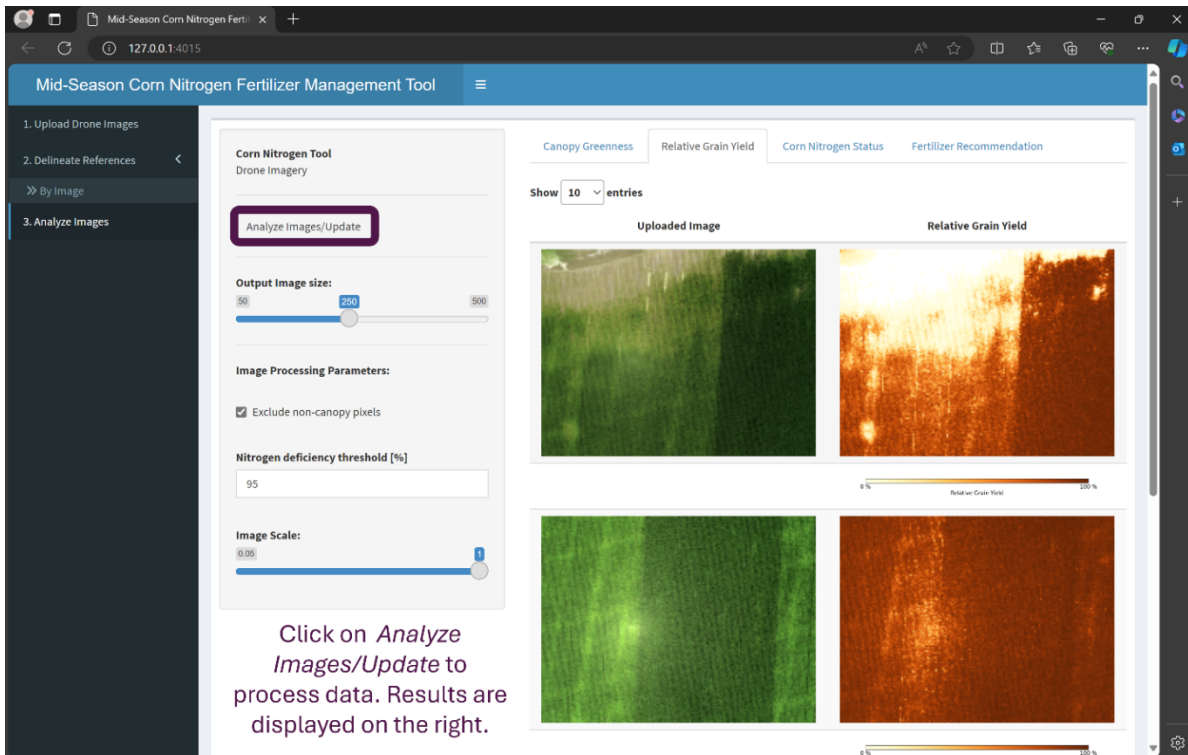 Mid-Season Corn Nitrogen Fertili
127.0.0.1:4015
Mid-Season Corn Nitrogen Fertilizer Management Tool
1. Upload Drone Images
2. Delineate References
By Image
3. Analyze Images
Corn Nitrogen Tool
Drone Imagery
Analyze Images/Update
Output Image size:
50 250 500
Image Processing Parameters:
Exclude non-canopy pixels
Nitrogen deficiency threshold [%]
95
Image Scale:
0.05 1
Click on Analyze
Images/Update to
process data. Results are
displayed on the right.
Canopy Greenness Relative Grain Yield Corn Nitrogen Status Fertilizer Recommendation
Show 10 entries
Uploaded Image Relative Grain Yield
0 % 100 %
Relative Grain Yield
0 % 100 %